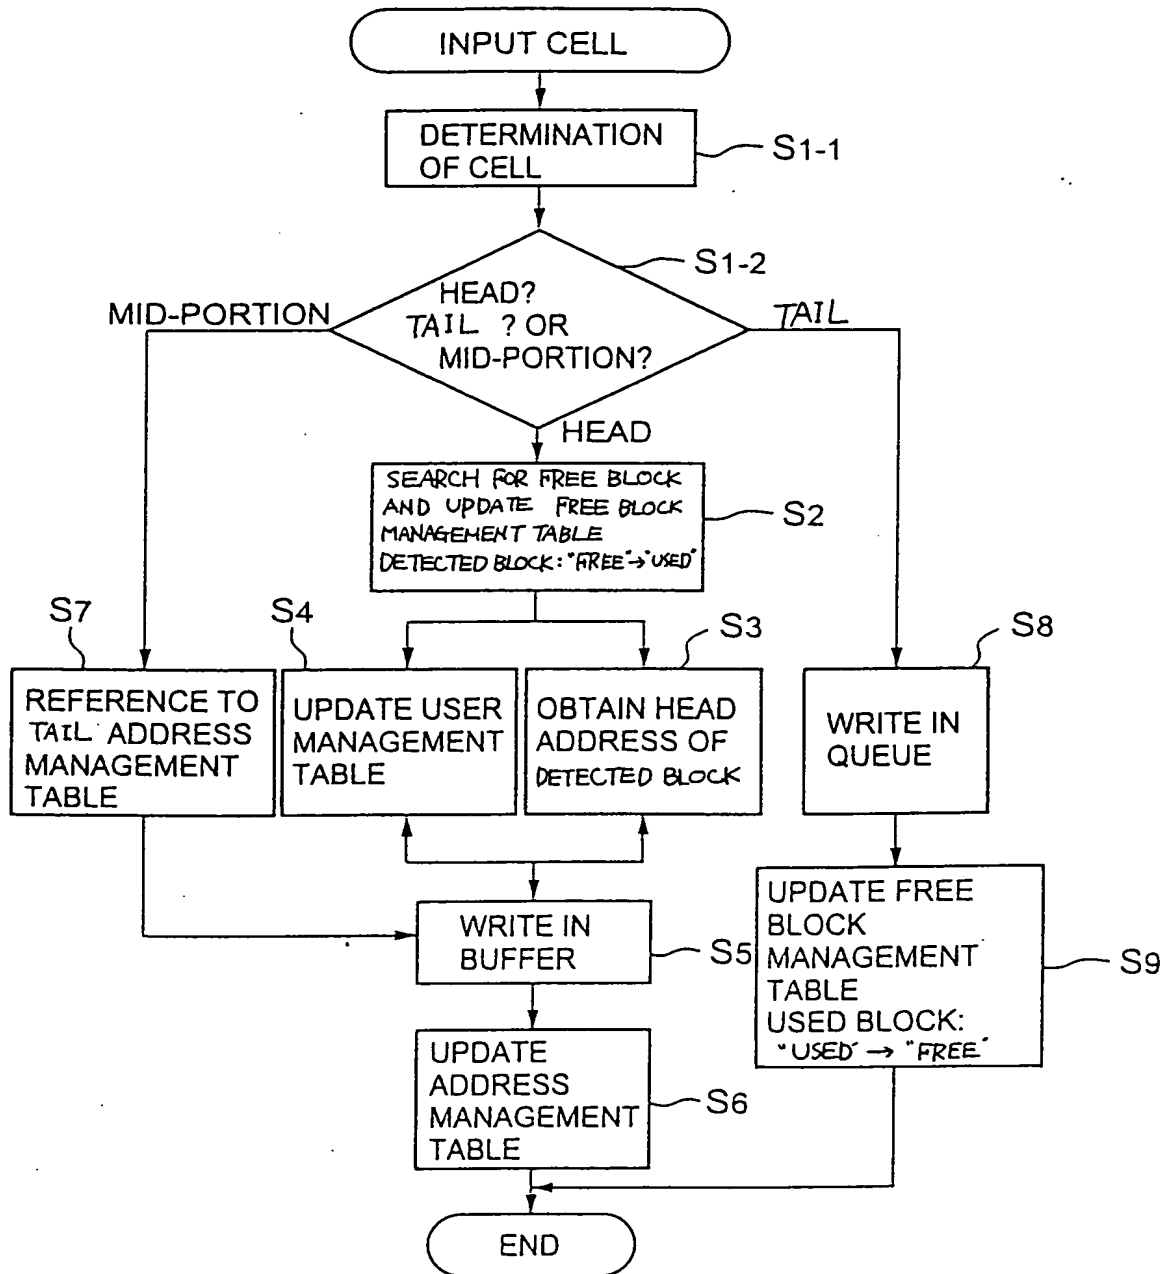 INPUT CELL
DETERMINATION
OF CELL
S1-1
S1-2
HEAD?
TAIL ? OR
MID-PORTION?
MID-PORTION
TAIL
HEAD
SEARCH FOR FREE BLOCK
AND UPDATE FREE BLOCK
MANAGEMENT TABLE
DETECTED BLOCK: "FREE"→"USED"
S2
S7
REFERENCE TO
TAIL ADDRESS
MANAGEMENT
TABLE
S4
UPDATE USER
MANAGEMENT
TABLE
S3
OBTAIN HEAD
ADDRESS OF
DETECTED BLOCK
S8
WRITE IN
QUEUE
WRITE IN
BUFFER
S5
UPDATE FREE
BLOCK
MANAGEMENT
TABLE
USED BLOCK:
"USED" → "FREE"
S9
UPDATE
ADDRESS
MANAGEMENT
TABLE
S6
END